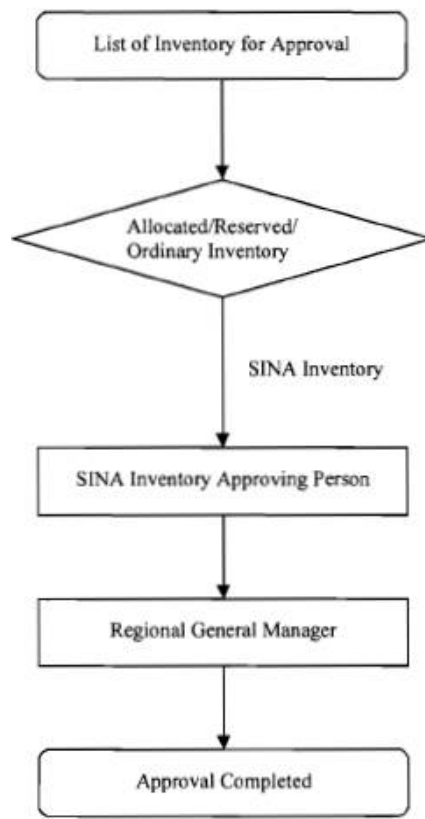 List of Inventory for Approval
Allocated/Reserved/
Ordinary Inventory
SINA Inventory
SINA Inventory Approving Person
Regional General Manager
Approval Completed